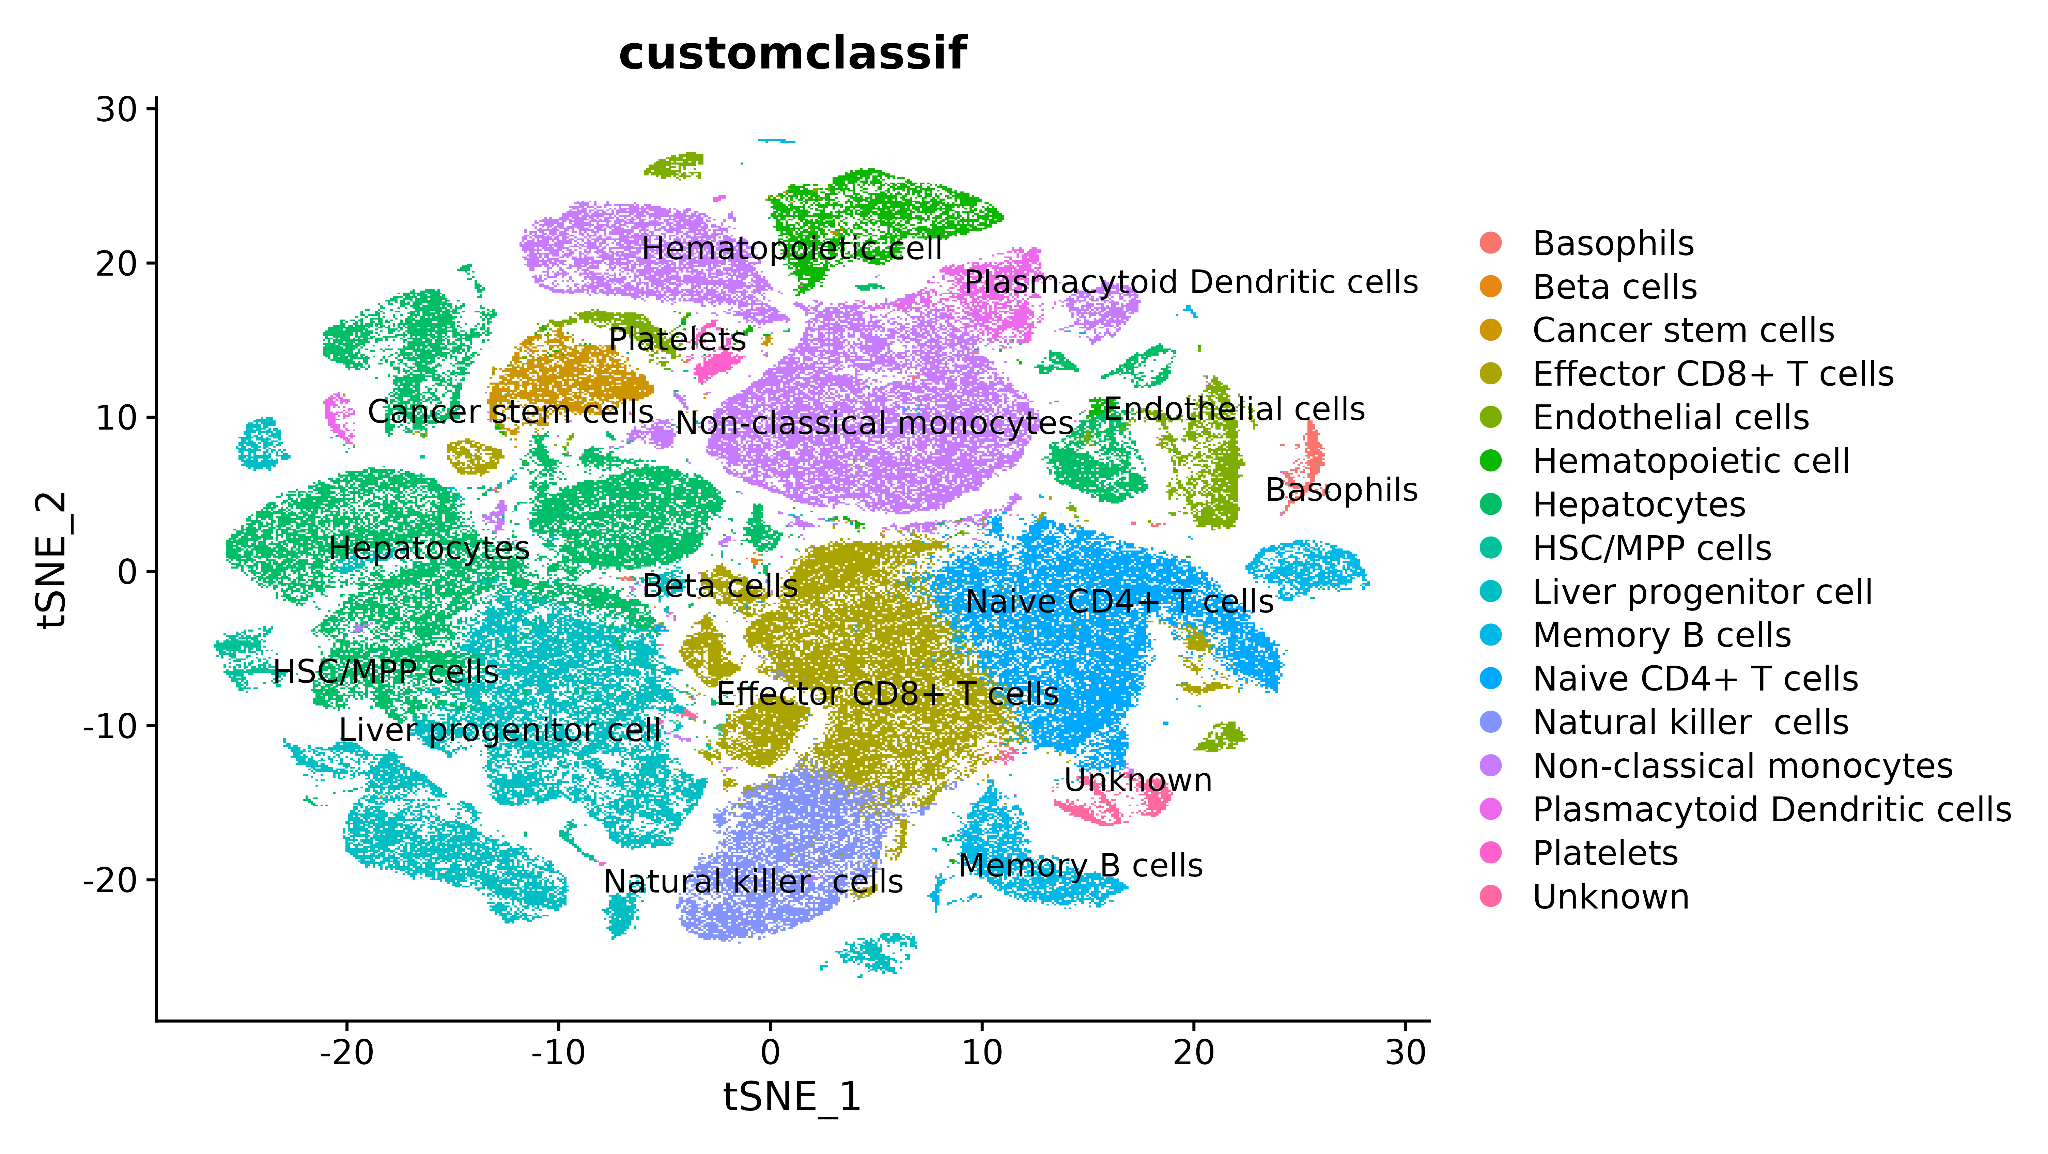 customclassif
30
20
10
0
-10
-20
tSNE_2
Hematopoietic cell
Plasmacytoid Dendritic cells
Platelets
Cancer stem cells
Non-classical monocytes
Endothelial cells
Basophils
Hepatocytes
Beta cells
Naive CD4+ T cells
HSC/MPP cells
Effector CD8+ T cells
Liver progenitor cell
Unknown
Memory B cells
Natural killer  cells
-20
-10
0
10
20
30
tSNE_1
Basophils
Beta cells
Cancer stem cells
Effector CD8+ T cells
Endothelial cells
Hematopoietic cell
Hepatocytes
HSC/MPP cells
Liver progenitor cell
Memory B cells
Naive CD4+ T cells
Natural killer  cells
Non-classical monocytes
Plasmacytoid Dendritic cells
Platelets
Unknown